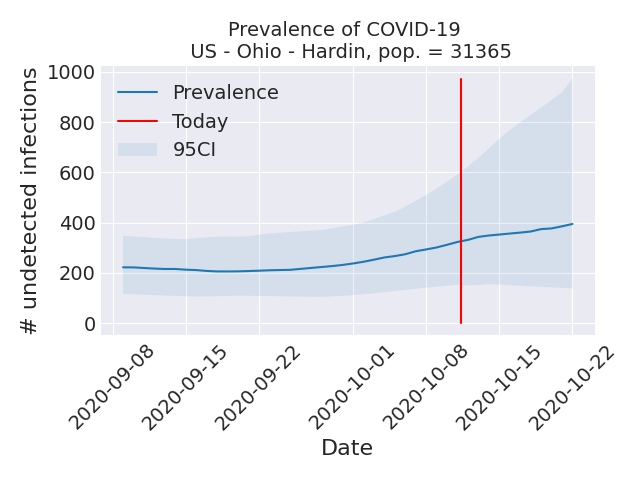 Prevalence of COVID-19
US - Ohio - Hardin, pop. = 31365
# undetected infections
1000
800
600
400
200
0
Prevalence
Today
95CI
2020-09-08
2020-09-15
2020-09-22
2020-10-01
2020-10-08
2020-10-15
2020-10-22
Date